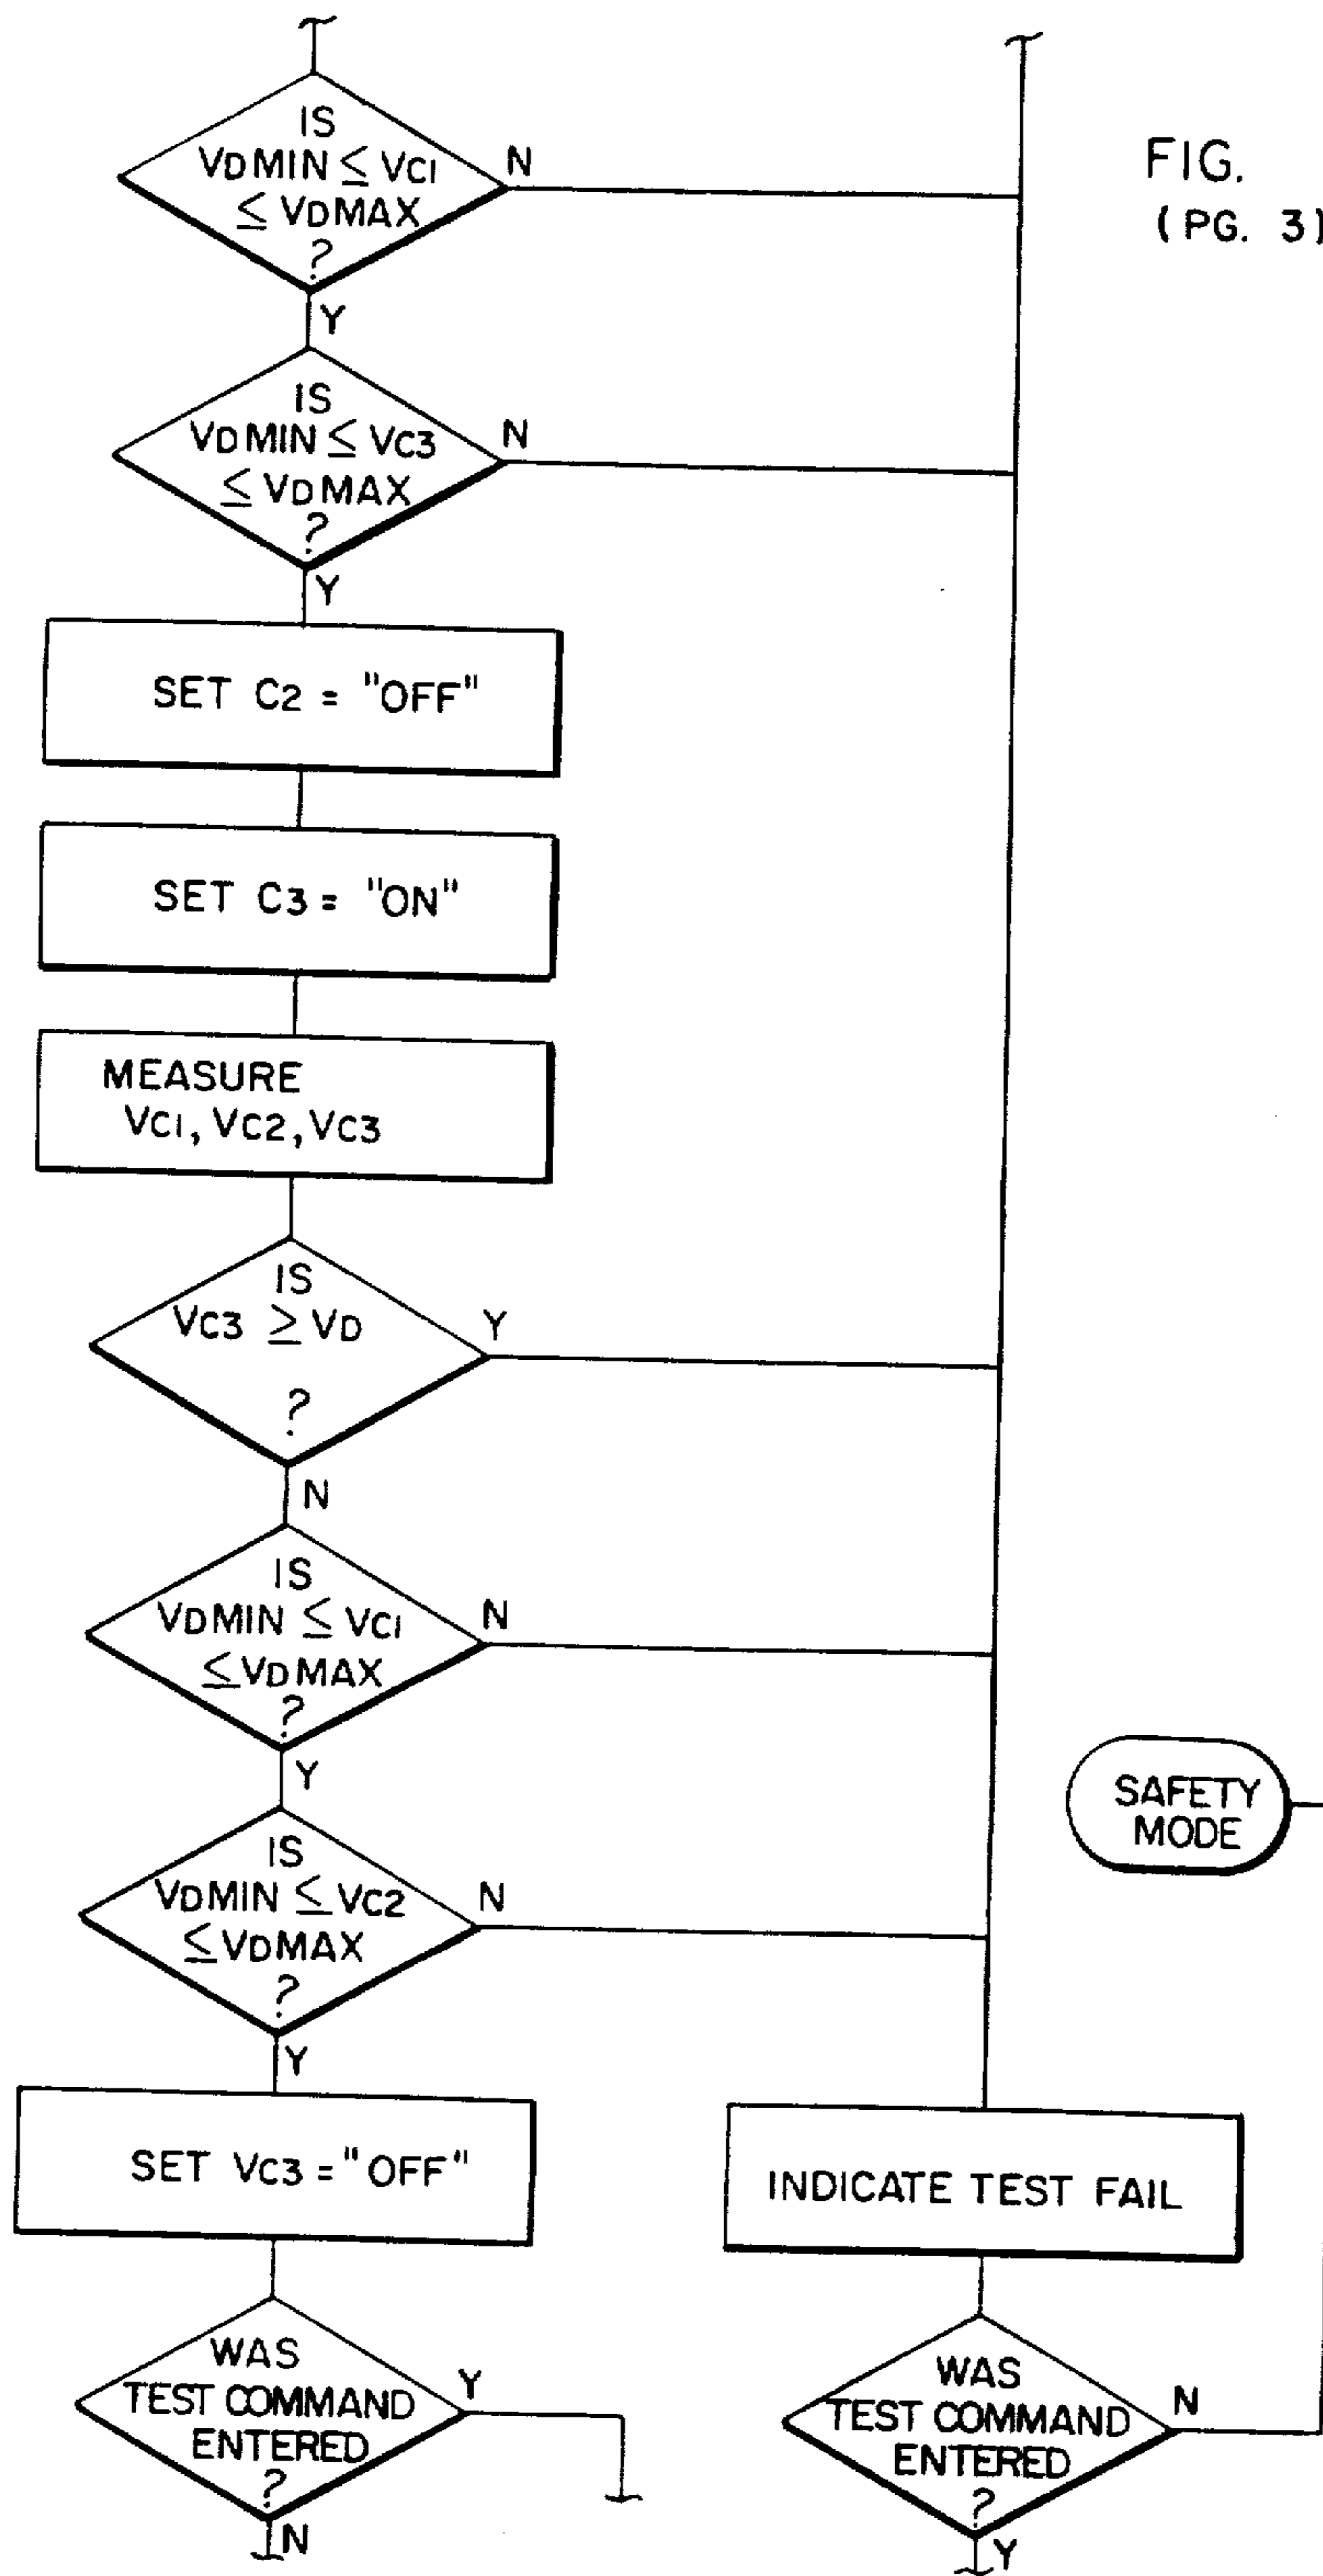 FIG.
(PG. 3)
IS
VDMIN ≤ VC1
≤ VDMAX
?
N
Y
IS
VDMIN ≤ VC3
≤ VDMAX
?
N
Y
SET C2 = "OFF"
SET C3 = "ON"
MEASURE
VC1, VC2, VC3
IS
VC3 ≥ VD
?
Y
N
IS
VDMIN ≤ VC1
≤ VDMAX
?
N
Y
SAFETY
MODE
IS
VDMIN ≤ VC2
≤ VDMAX
?
N
Y
SET VC3 = "OFF"
INDICATE TEST FAIL
WAS
TEST COMMAND
ENTERED
?
Y
N
WAS
TEST COMMAND
ENTERED
?
N
Y